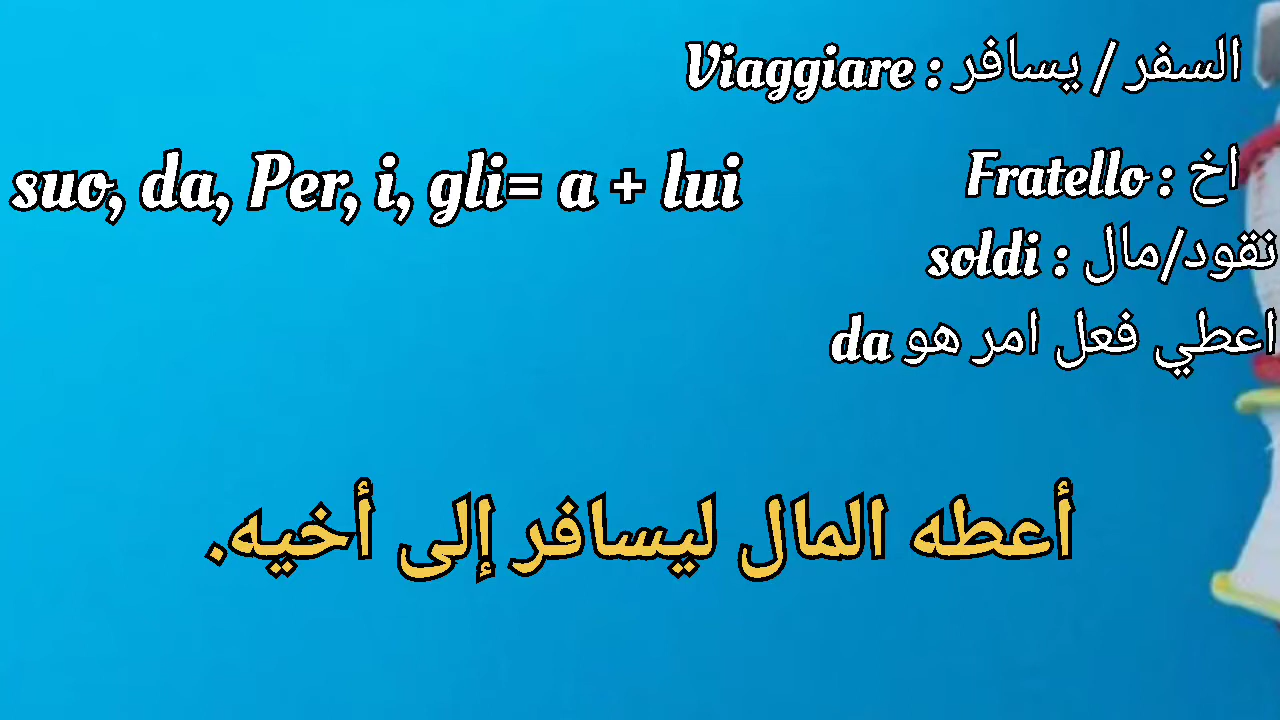 السفر / يسافر : Viaggiare
suo, da, Per, i, gli= a + lui
اخ : Fratello
نقود/مال : soldi
اعطي فعل امر هو da
أعطه المال ليسافر إلى أخيه.